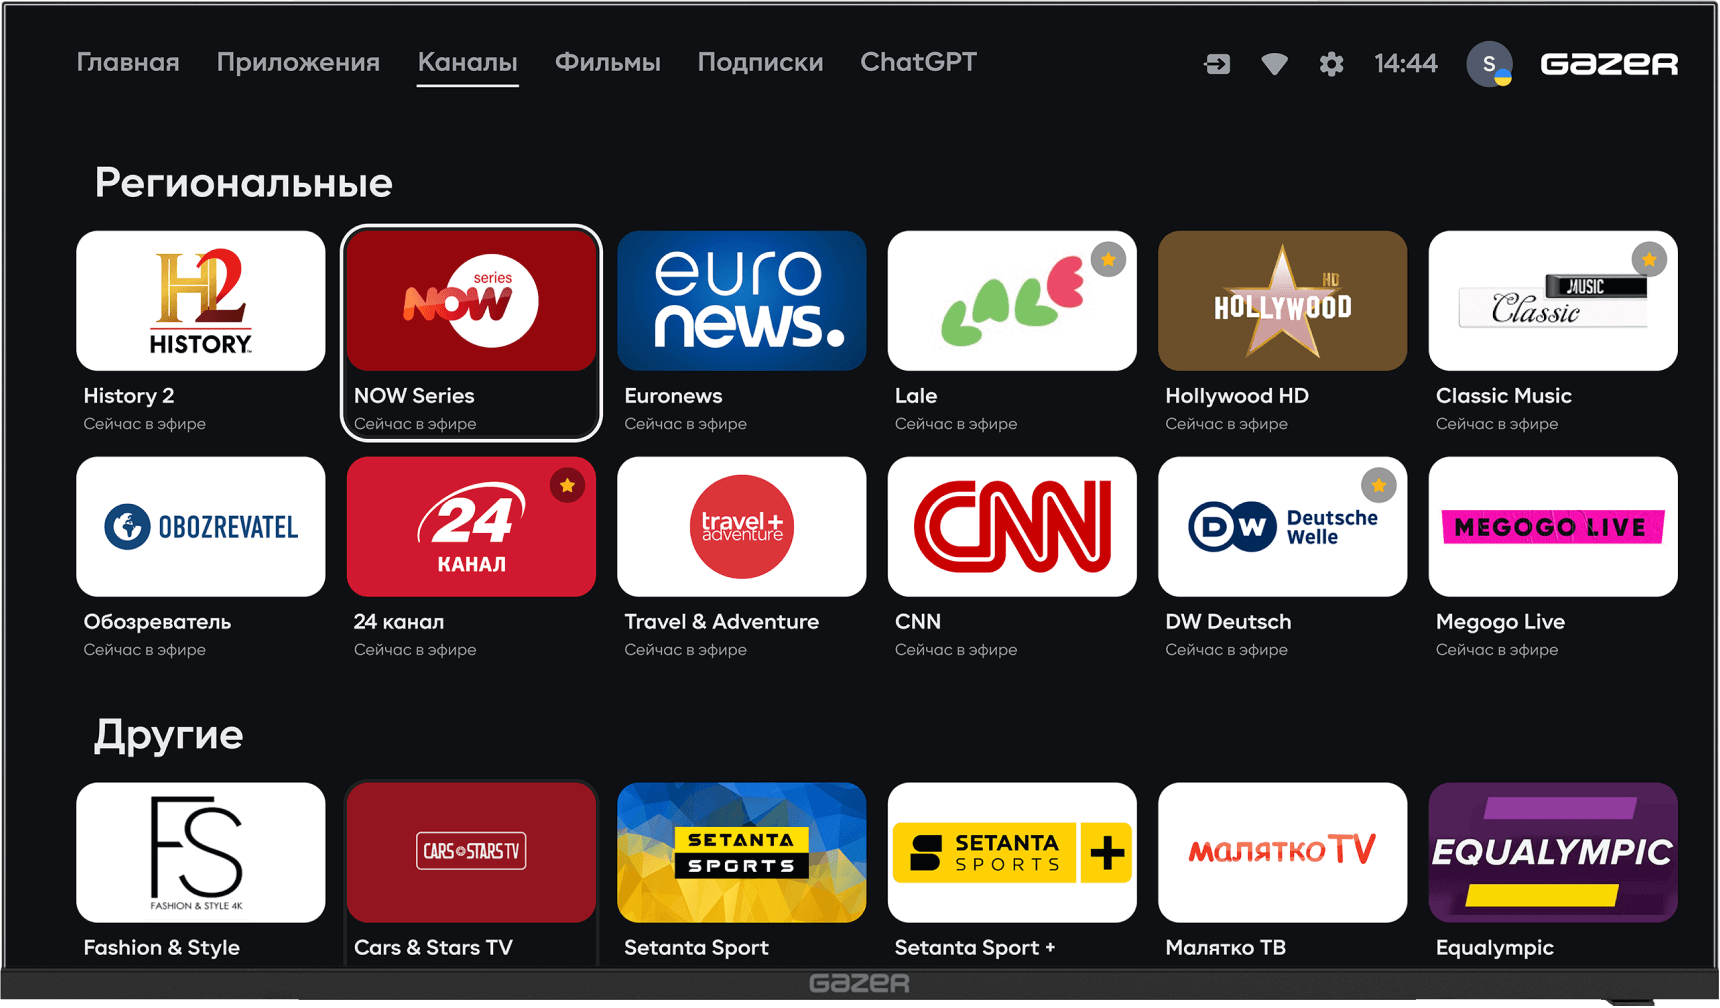 Главная Приложения Каналы Фильмы Подписки ChatGPT 14:44 S GAZER
Региональные
H2 HISTORY
series NOW
euro news.
LALE
HD HOLLYWOOD
MUSIC Classic
History 2 NOW Series Euronews Lale Hollywood HD Classic Music
Сейчас в эфире Сейчас в эфире Сейчас в эфире Сейчас в эфире Сейчас в эфире Сейчас в эфире
OBOZREVATEL
24 КАНАЛ
travel+ adventure
CNN
DW Deutsche Welle
MEGOGO LIVE
Обозреватель 24 канал Travel & Adventure CNN DW Deutsch Megogo Live
Сейчас в эфире Сейчас в эфире Сейчас в эфире Сейчас в эфире Сейчас в эфире Сейчас в эфире
Другие
FS FASHION & STYLE 4K
CARS STARS TV
SETANTA SPORTS
SETANTA SPORTS +
малятко TV
EQUALYMPIC
Fashion & Style Cars & Stars TV Setanta Sport Setanta Sport + Малятко ТВ Equalympic
GAZER